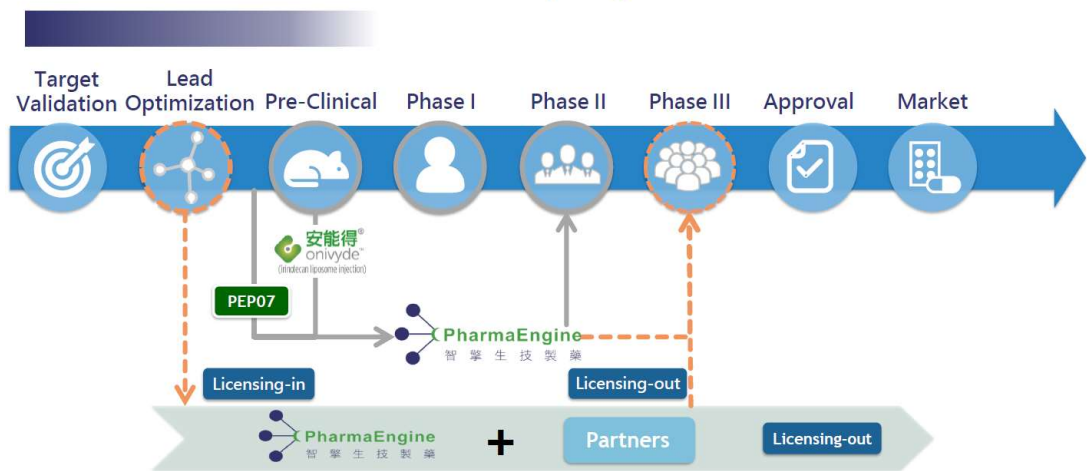 Target
Validation
Lead
Optimization
Pre-Clinical
Phase I
Phase II
Phase III
Approval
Market
安能得®
onivyde™
(irinotecan liposome injection)
PEP07
PharmaEngine
智擎生技製藥
Licensing-in
Licensing-out
PharmaEngine
智擎生技製藥
+
Partners
Licensing-out